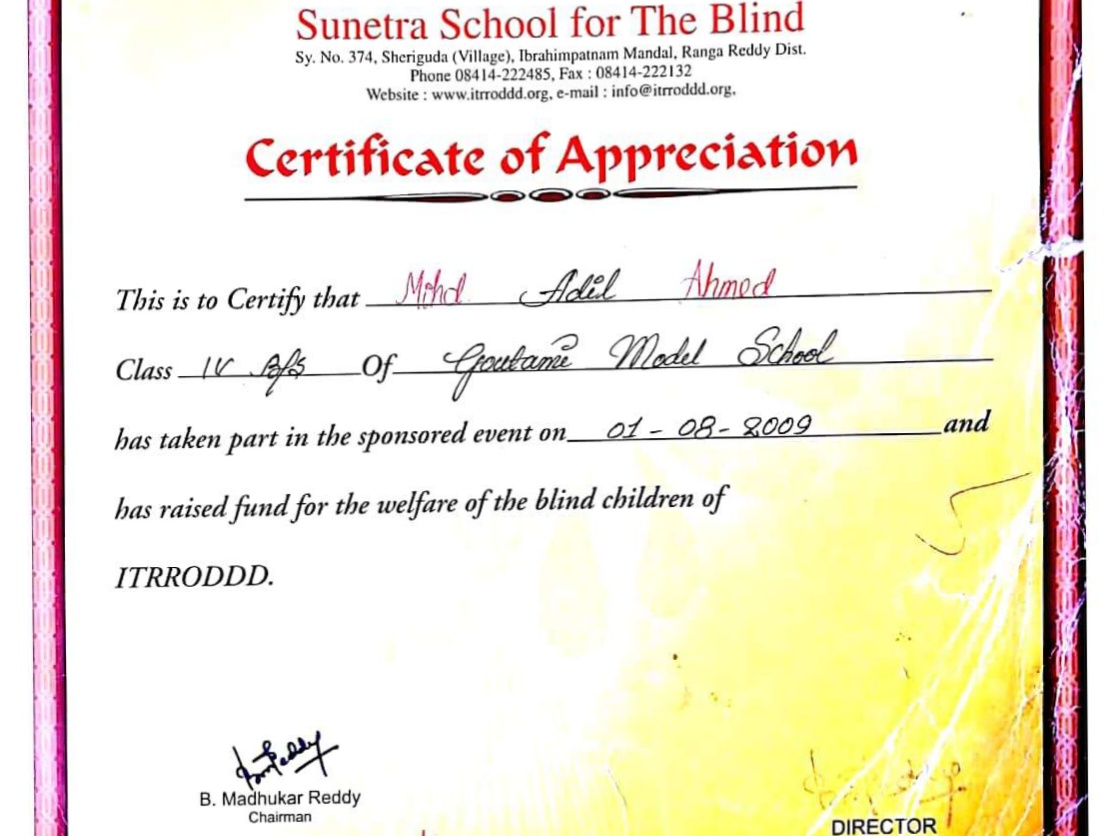 Sunetra School for The Blind
Sy. No. 374, Sheriguda (Village), Ibrahimpatnam Mandal, Ranga Reddy Dist.
Phone 08414-222485, Fax : 08414-222132
Website : www.itrroddd.org, e-mail : info@itrroddd.org.
Certificate of Appreciation
This is to Certify that Mohd Adil Ahmed
Class IV B/S Of Goutami Model School
has taken part in the sponsored event on 01-08-2009 and
has raised fund for the welfare of the blind children of
ITRRODDD.
B. Madhukar Reddy
Chairman
DIRECTOR